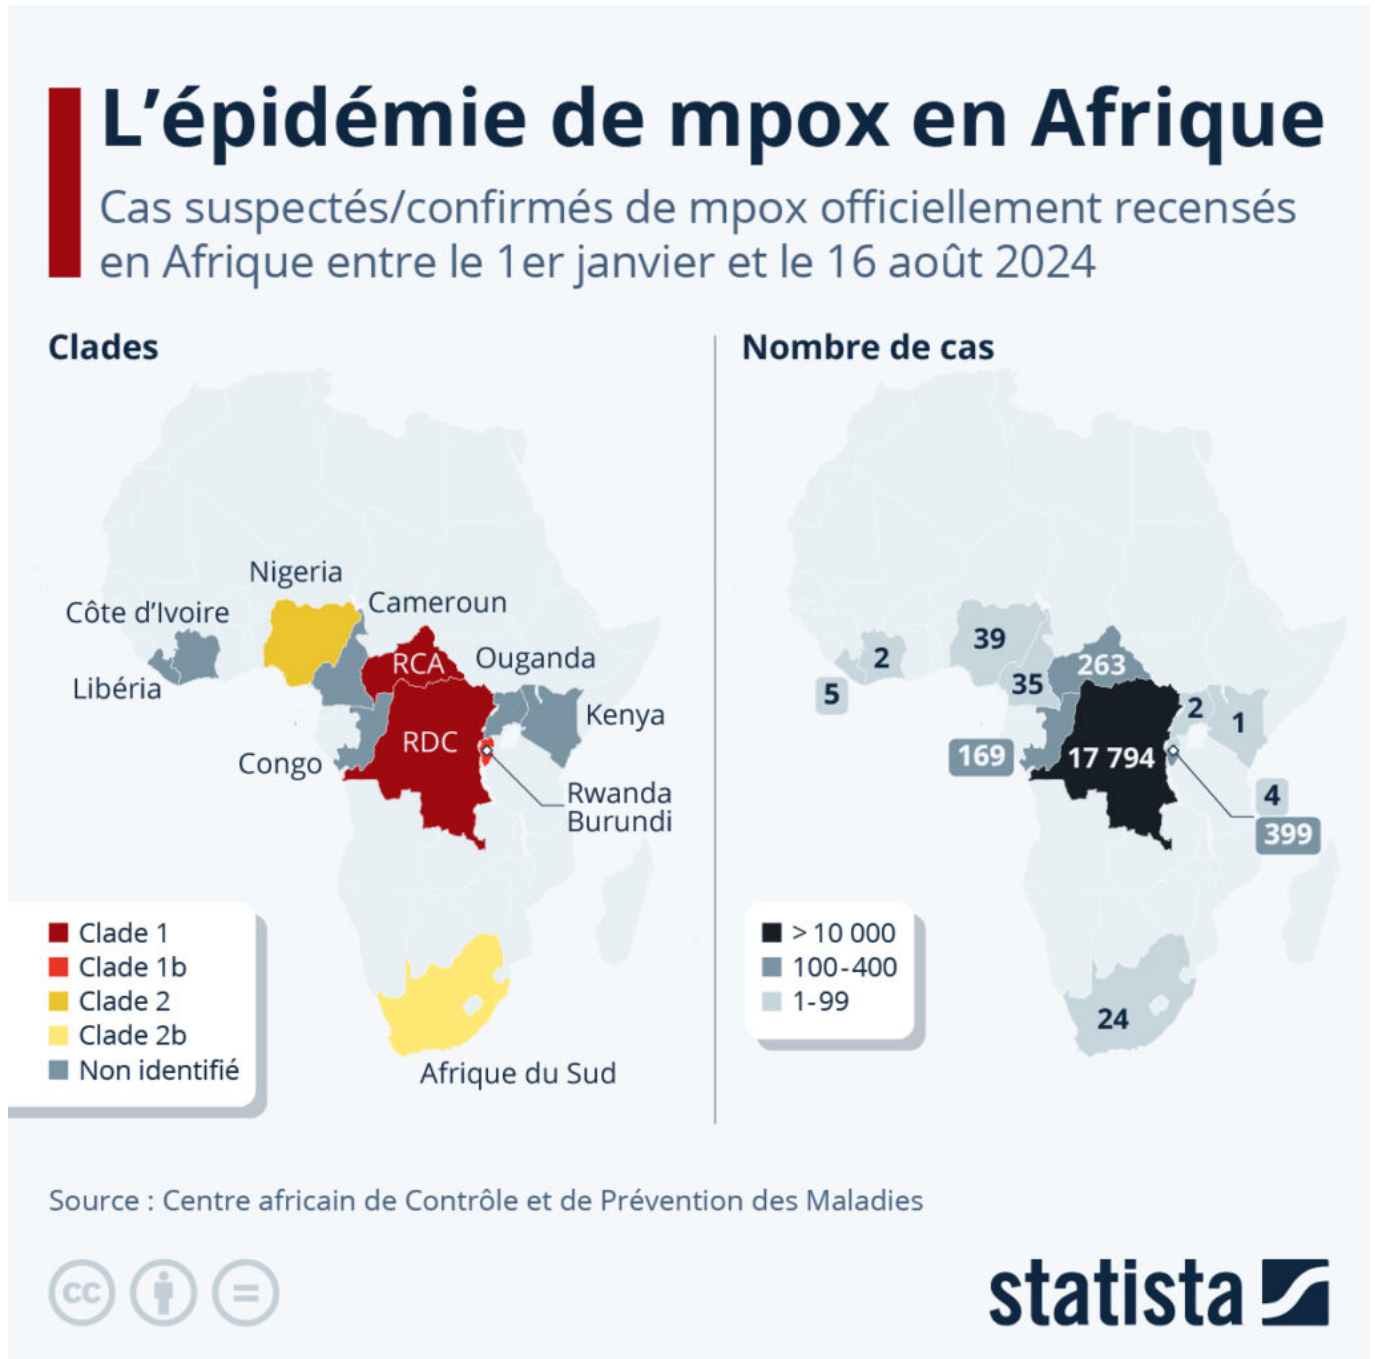 L’épidémie de mpox en Afrique
Cas suspectés/confirmés de mpox officiellement recensés
en Afrique entre le 1er janvier et le 16 août 2024
Clades
Nigeria
Cameroun
Côte d’Ivoire
RCA
Ouganda
Libéria
Kenya
RDC
Congo
Rwanda
Burundi
Afrique du Sud
Clade 1
Clade 1b
Clade 2
Clade 2b
Non identifié
Nombre de cas
39
2
263
35
5
2
1
169
17 794
4
399
24
> 10 000
100-400
1-99
Source : Centre africain de Contrôle et de Prévention des Maladies
cc
=
statista